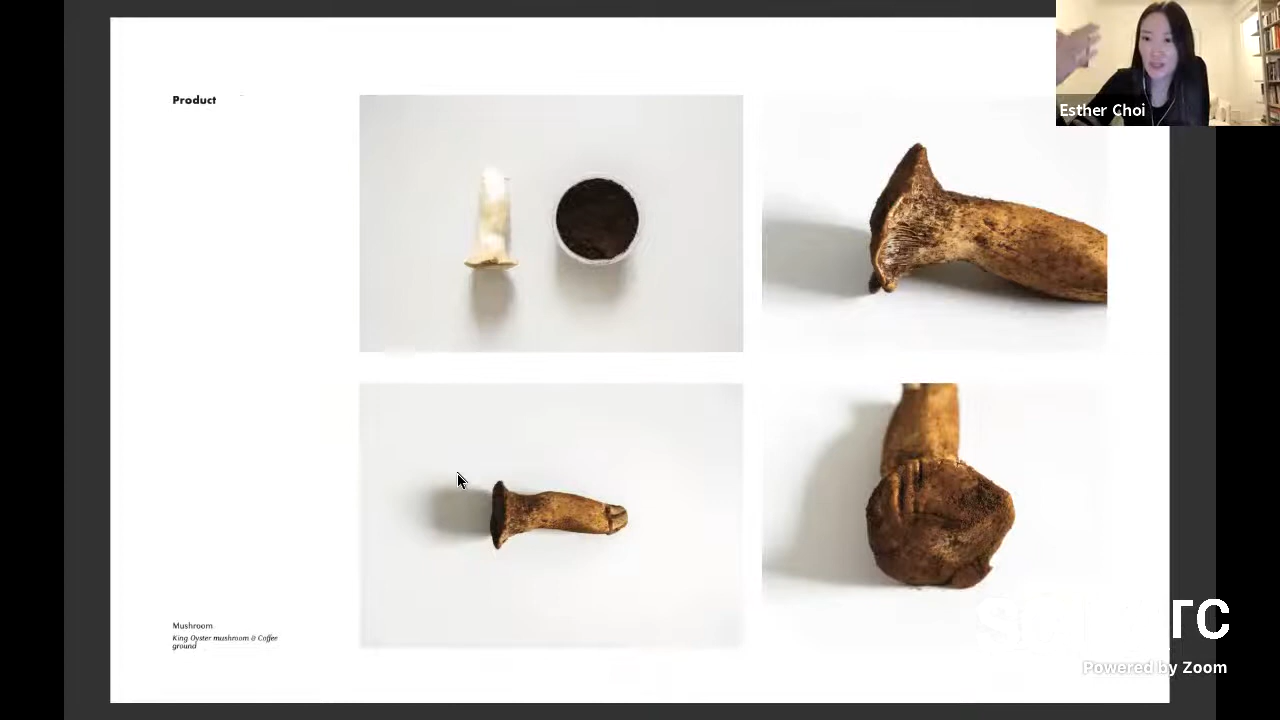 Product
Esther Choi
Mushroom
King Oyster mushroom & Coffee
ground
Powered by Zoom